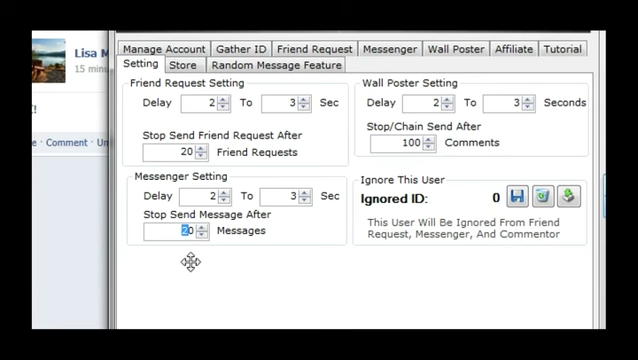 Lisa M
15 minu
!
Comment · Un
Manage Account Gather ID Friend Request Messenger Wall Poster Affiliate Tutorial
Setting Store Random Message Feature
Friend Request Setting
Delay 2 To 3 Sec
Stop Send Friend Request After
20 Friend Requests
Messenger Setting
Delay 2 To 3 Sec
Stop Send Message After
20 Messages
Wall Poster Setting
Delay 2 To 3 Seconds
Stop/Chain Send After
100 Comments
Ignore This User
Ignored ID: 0
This User Will Be Ignored From Friend
Request, Messenger, And Commentor